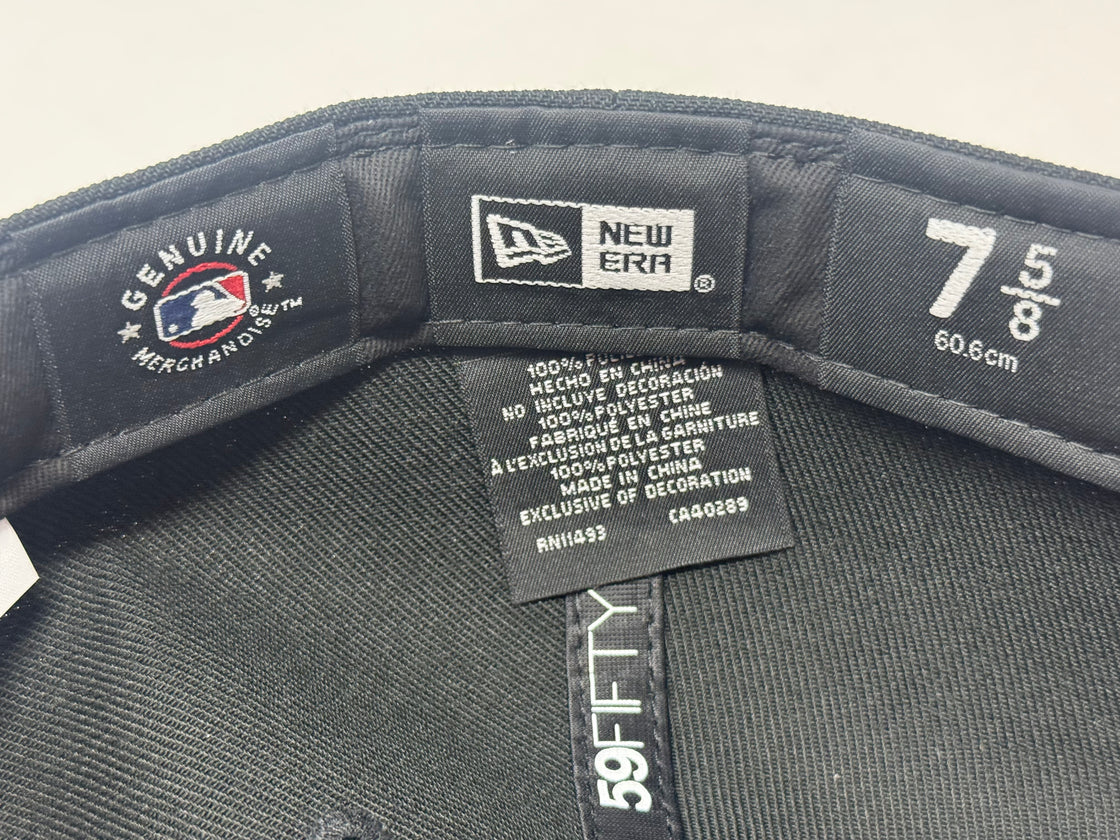 GENUINE
MERCHANDISE™
NEW
ERA
®
7 5/8
60.6cm
HECHO EN CHINA
NO INCLUYE DECORACIÓN
100% POLYESTER
FABRIQUÉ EN CHINE
À L'EXCLUSION DE LA GARNITURE
100% POLYESTER
MADE IN CHINA
EXCLUSIVE OF DECORATION
RN11493 CA40289
59FIFTY